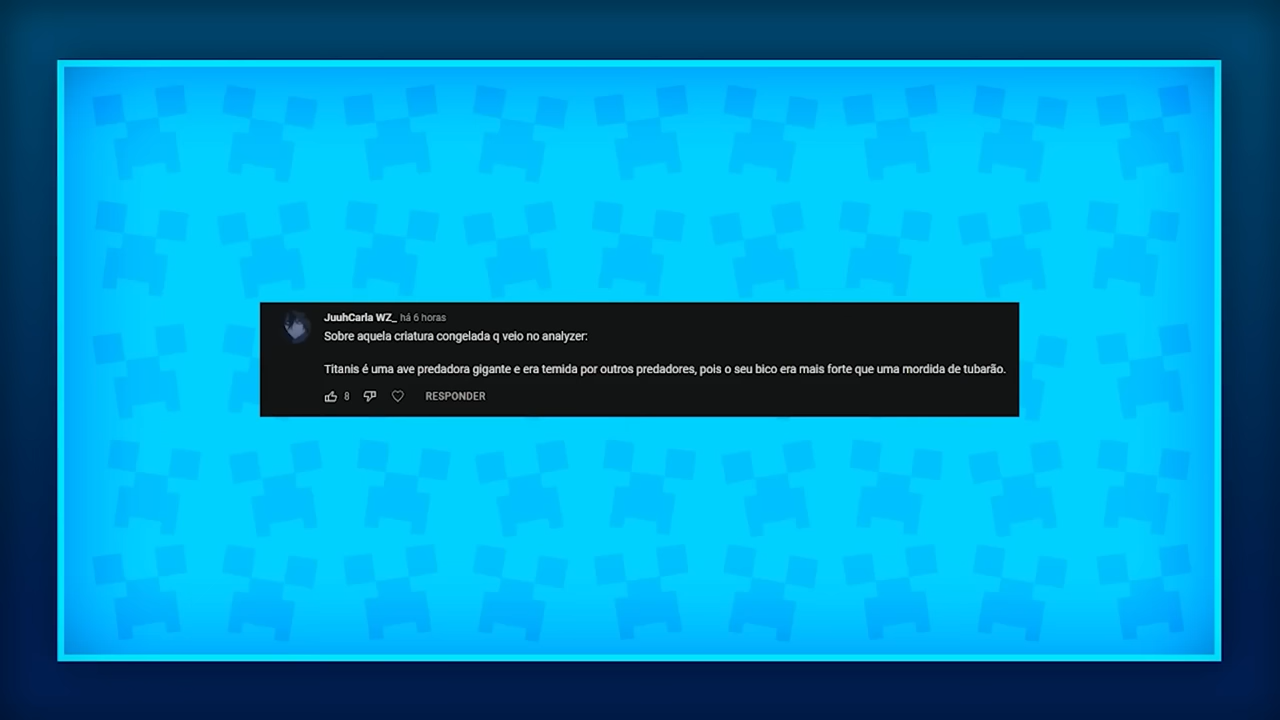 JuuhCarla WZ_ há 6 horas
Sobre aquela criatura congelada q veio no analyzer:
Titanis é uma ave predadora gigante e era temida por outros predadores, pois o seu bico era mais forte que uma mordida de tubarão.
8 RESPONDER